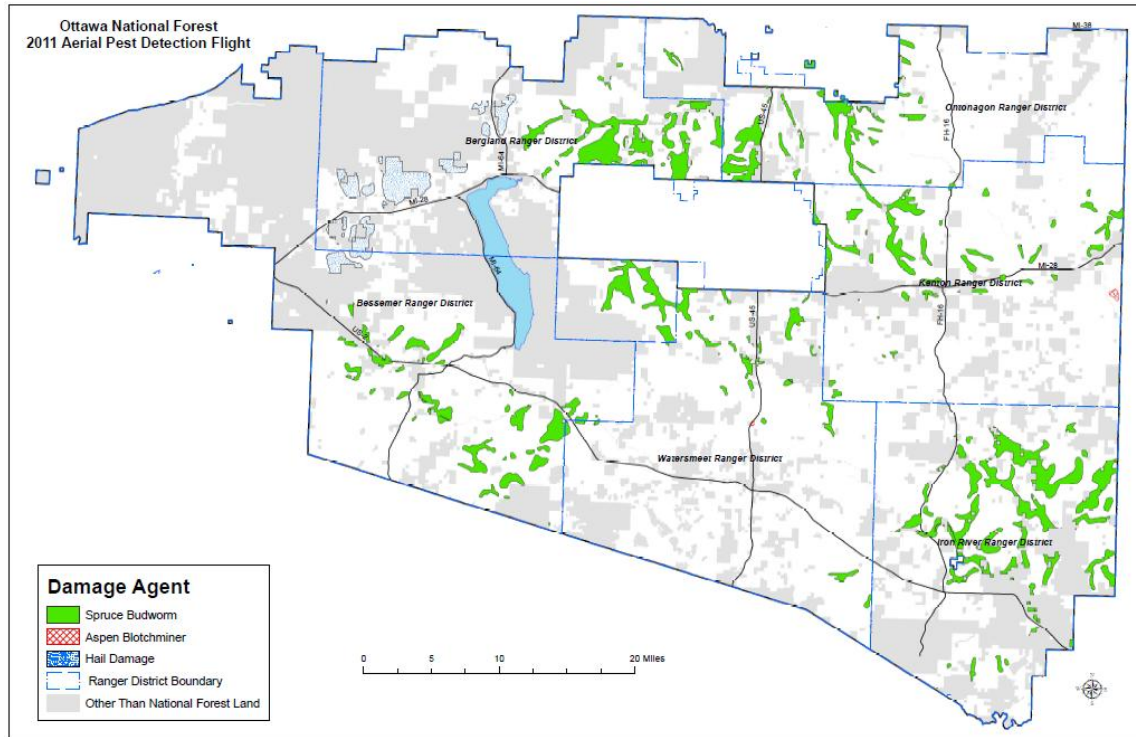 Ottawa National Forest
2011 Aerial Pest Detection Flight
MI-38
Ontonagon Ranger District
FH-16
US-45
Bergland Ranger District
MI-64
MI-28
MI-64
MI-28
Kenton Ranger District
Bessemer Ranger District
US-45
FH-16
Watersmeet Ranger District
Iron River Ranger District
Damage Agent
Spruce Budworm
Aspen Blotchminer
Hail Damage
Ranger District Boundary
Other Than National Forest Land
0 5 10 20 Miles